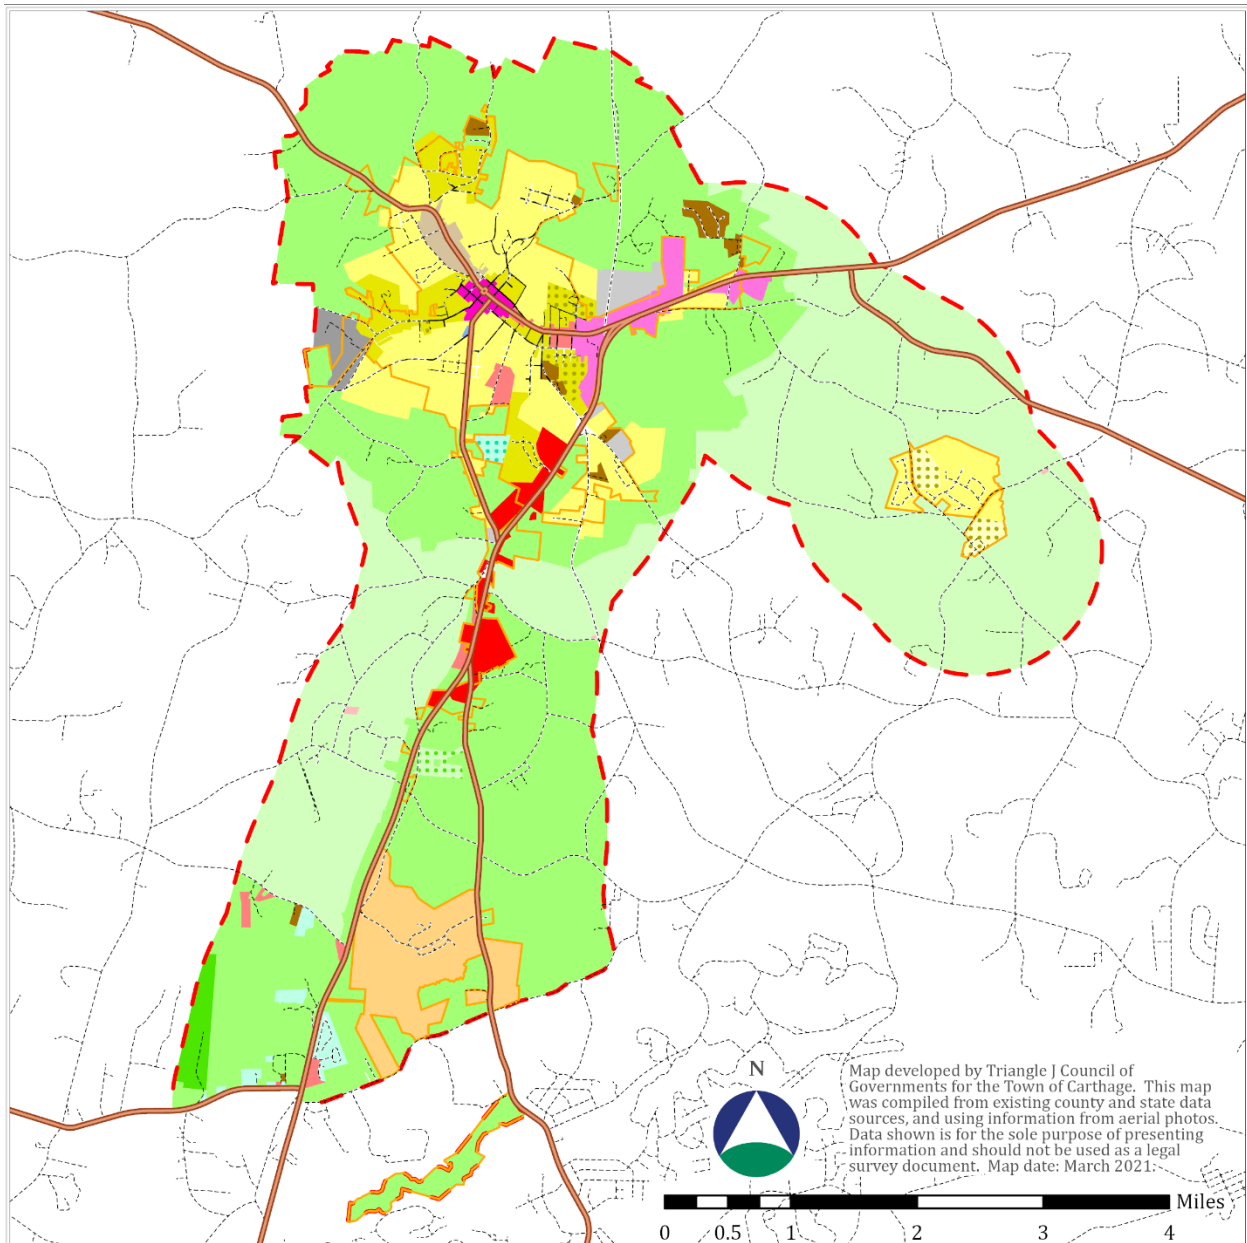 N
Map developed by Triangle J Council of
Governments for the Town of Carthage. This map
was compiled from existing county and state data
sources, and using information from aerial photos.
Data shown is for the sole purpose of presenting
information and should not be used as a legal
survey document. Map date: March 2021.
Miles
0 0.5 1 2 3 4